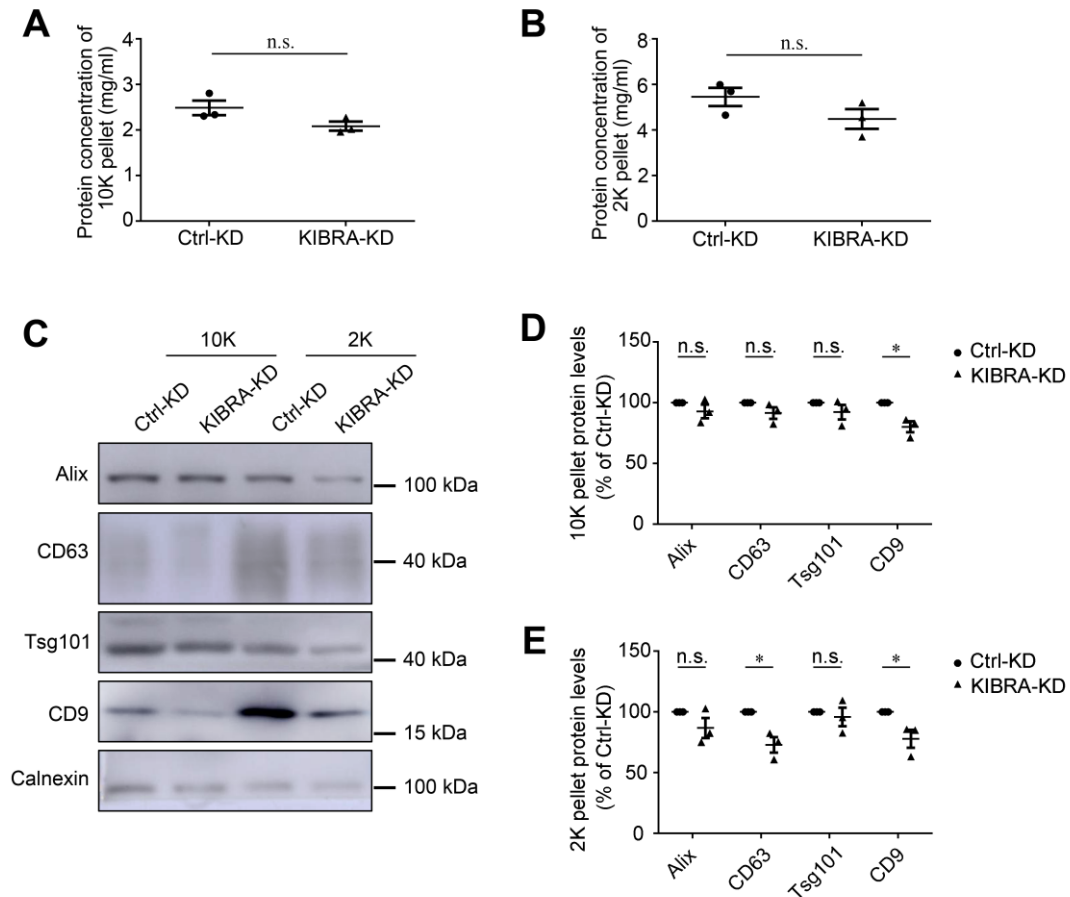 A
Protein concentration of
10K pellet (mg/ml)
n.s.
4
3
2
1
0
Ctrl-KD
KIBRA-KD
B
Protein concentration of
2K pellet (mg/ml)
n.s.
8
6
4
2
0
Ctrl-KD
KIBRA-KD
C
10K
2K
Ctrl-KD
KIBRA-KD
Ctrl-KD
KIBRA-KD
Alix
100 kDa
CD63
40 kDa
Tsg101
40 kDa
CD9
15 kDa
Calnexin
100 kDa
D
10K pellet protein levels
(% of Ctrl-KD)
150
100
50
0
n.s.
n.s.
n.s.
*
Ctrl-KD
KIBRA-KD
Alix
CD63
Tsg101
CD9
E
2K pellet protein levels
(% of Ctrl-KD)
150
100
50
0
n.s.
*
n.s.
*
Ctrl-KD
KIBRA-KD
Alix
CD63
Tsg101
CD9